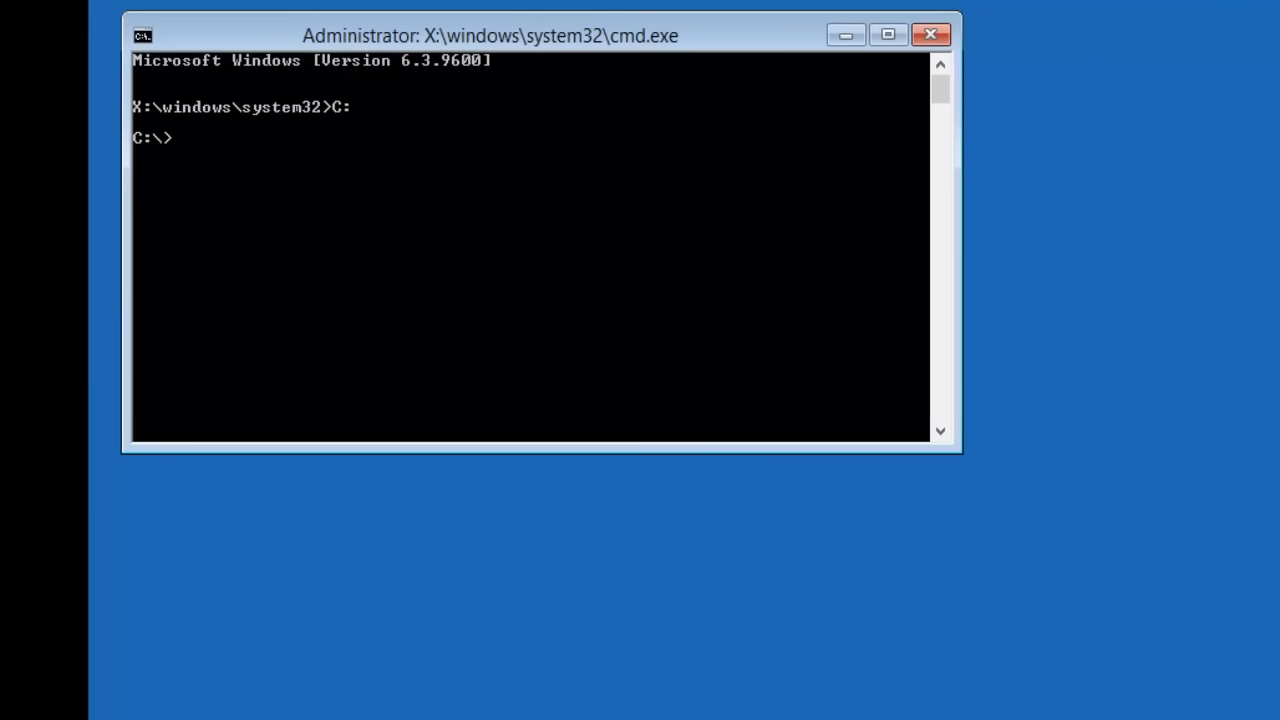 Administrator: X:\windows\system32\cmd.exe
Microsoft Windows [Version 6.3.9600]
X:\windows\system32>C:
C:\>